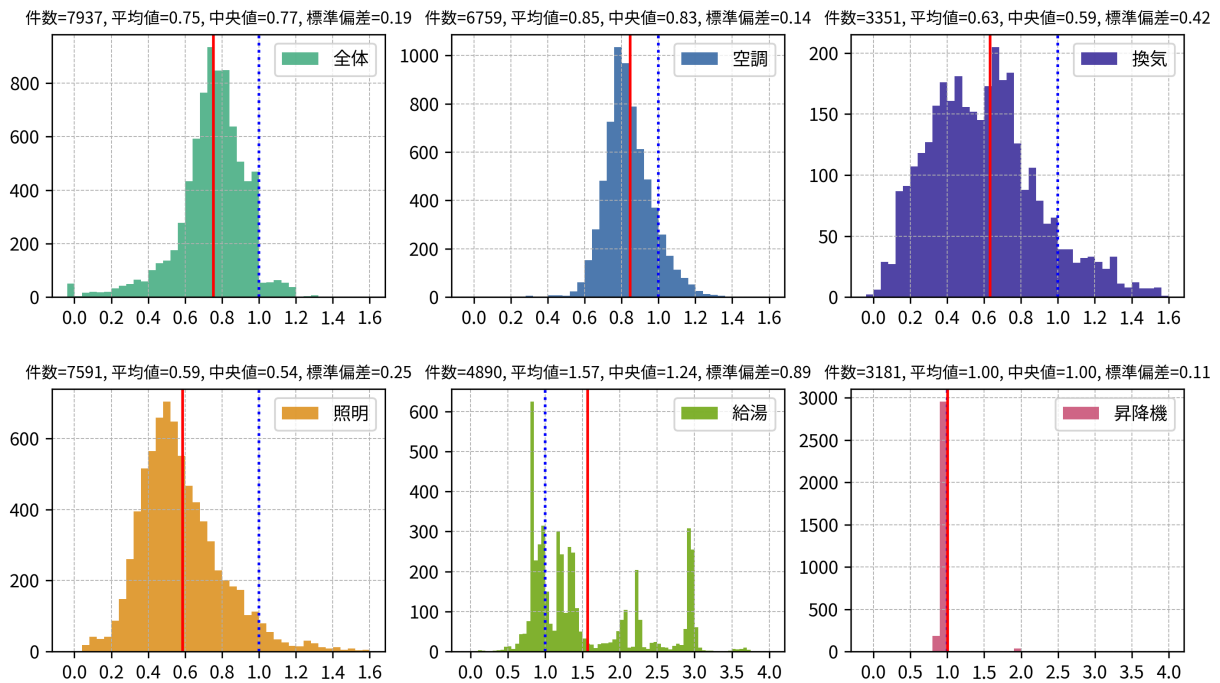 件数=7937, 平均値=0.75, 中央値=0.77, 標準偏差=0.19
全体
800
600
400
200
0
0.0 0.2 0.4 0.6 0.8 1.0 1.2 1.4 1.6
件数=6759, 平均値=0.85, 中央値=0.83, 標準偏差=0.14
空調
1000
800
600
400
200
0
0.0 0.2 0.4 0.6 0.8 1.0 1.2 1.4 1.6
件数=3351, 平均値=0.63, 中央値=0.59, 標準偏差=0.42
換気
200
150
100
50
0
0.0 0.2 0.4 0.6 0.8 1.0 1.2 1.4 1.6
件数=7591, 平均値=0.59, 中央値=0.54, 標準偏差=0.25
照明
600
400
200
0
0.0 0.2 0.4 0.6 0.8 1.0 1.2 1.4 1.6
件数=4890, 平均値=1.57, 中央値=1.24, 標準偏差=0.89
給湯
600
500
400
300
200
100
0
0.0 0.5 1.0 1.5 2.0 2.5 3.0 3.5 4.0
件数=3181, 平均値=1.00, 中央値=1.00, 標準偏差=0.11
昇降機
3000
2500
2000
1500
1000
500
0
0.0 0.2 0.4 0.6 0.8 1.0 1.2 1.4 1.6